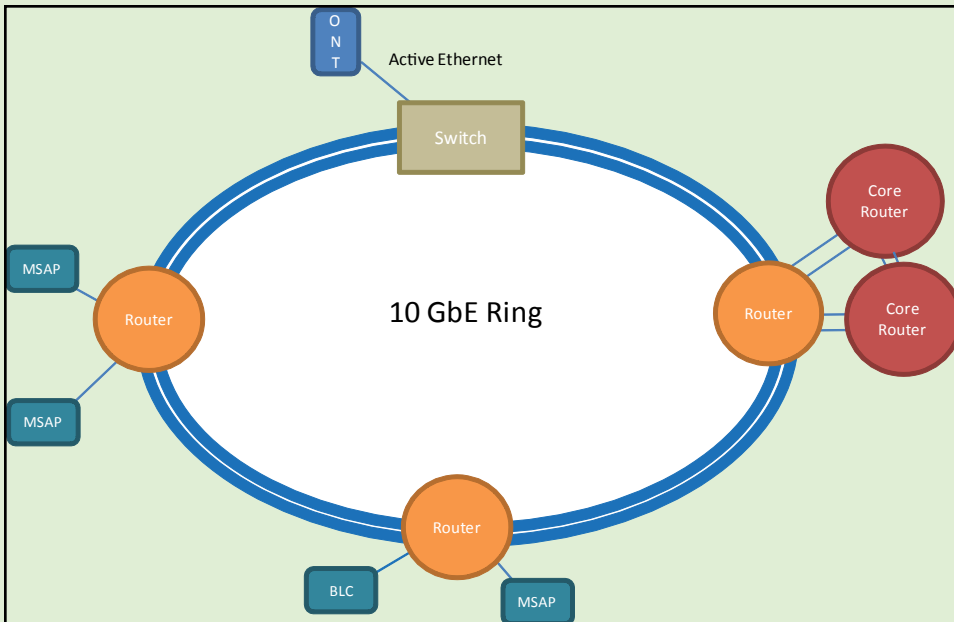 O
N
T
Active Ethernet
Switch
Core
Router
MSAP
Router
10 GbE Ring
Router
Core
Router
MSAP
Router
BLC
MSAP